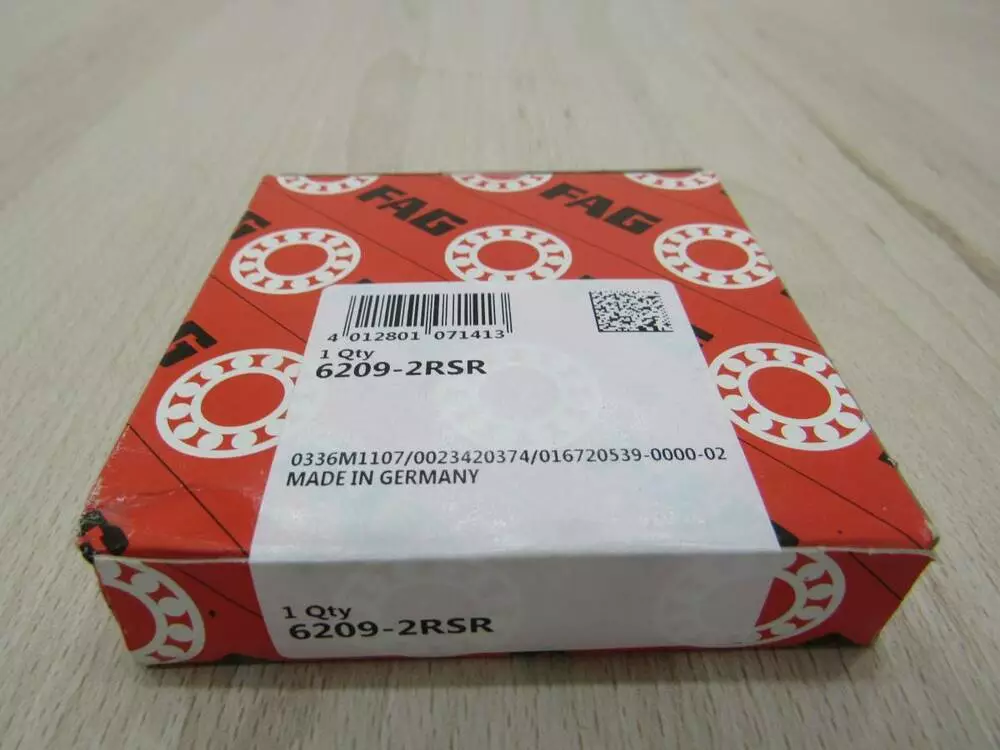 FAG FAG
4 012801 071413
1 Qty
6209-2RSR
0336M1107/0023420374/016720539-0000-02
MADE IN GERMANY
1 Qty
6209-2RSR